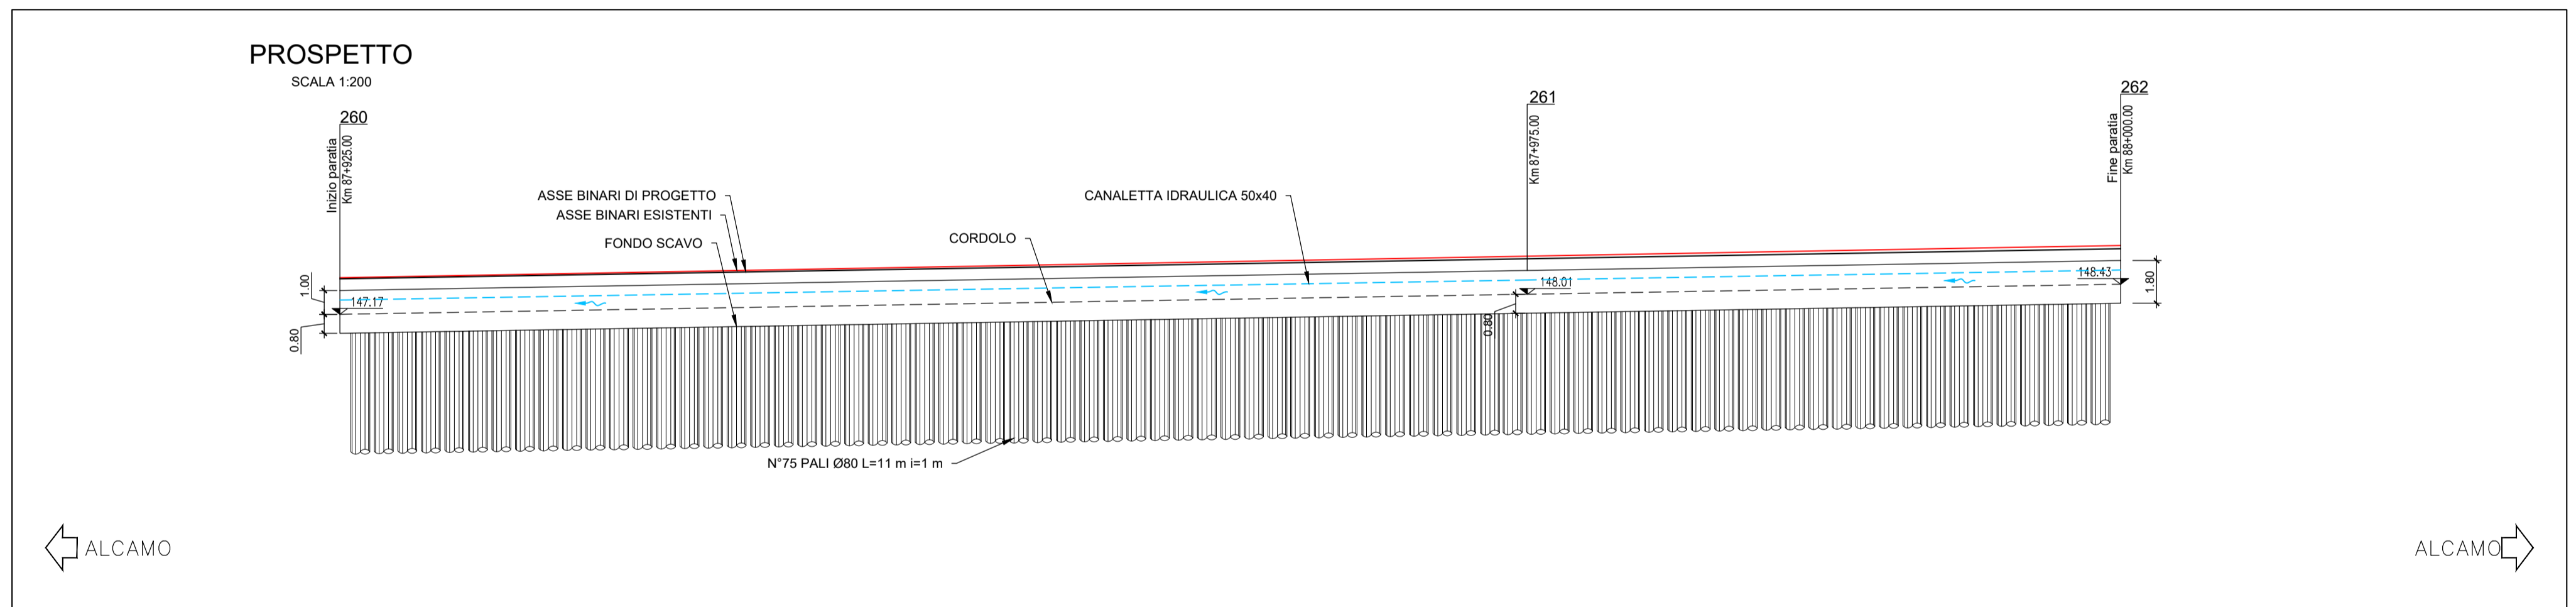 PROSPETTO
SCALA 1:200
260
Inizio paratia
Km 87+925.00
261
Km 87+975.00
262
Fine paratia
Km 88+000.00
ASSE BINARI DI PROGETTO
ASSE BINARI ESISTENTI
FONDO SCAVO
CORDOLO
CANALETTA IDRAULICA 50x40
1.00
147.17
0.80
148.01
0.80
148.43
1.80
N°75 PALI Ø80 L=11 m i=1 m
ALCAMO
ALCAMO